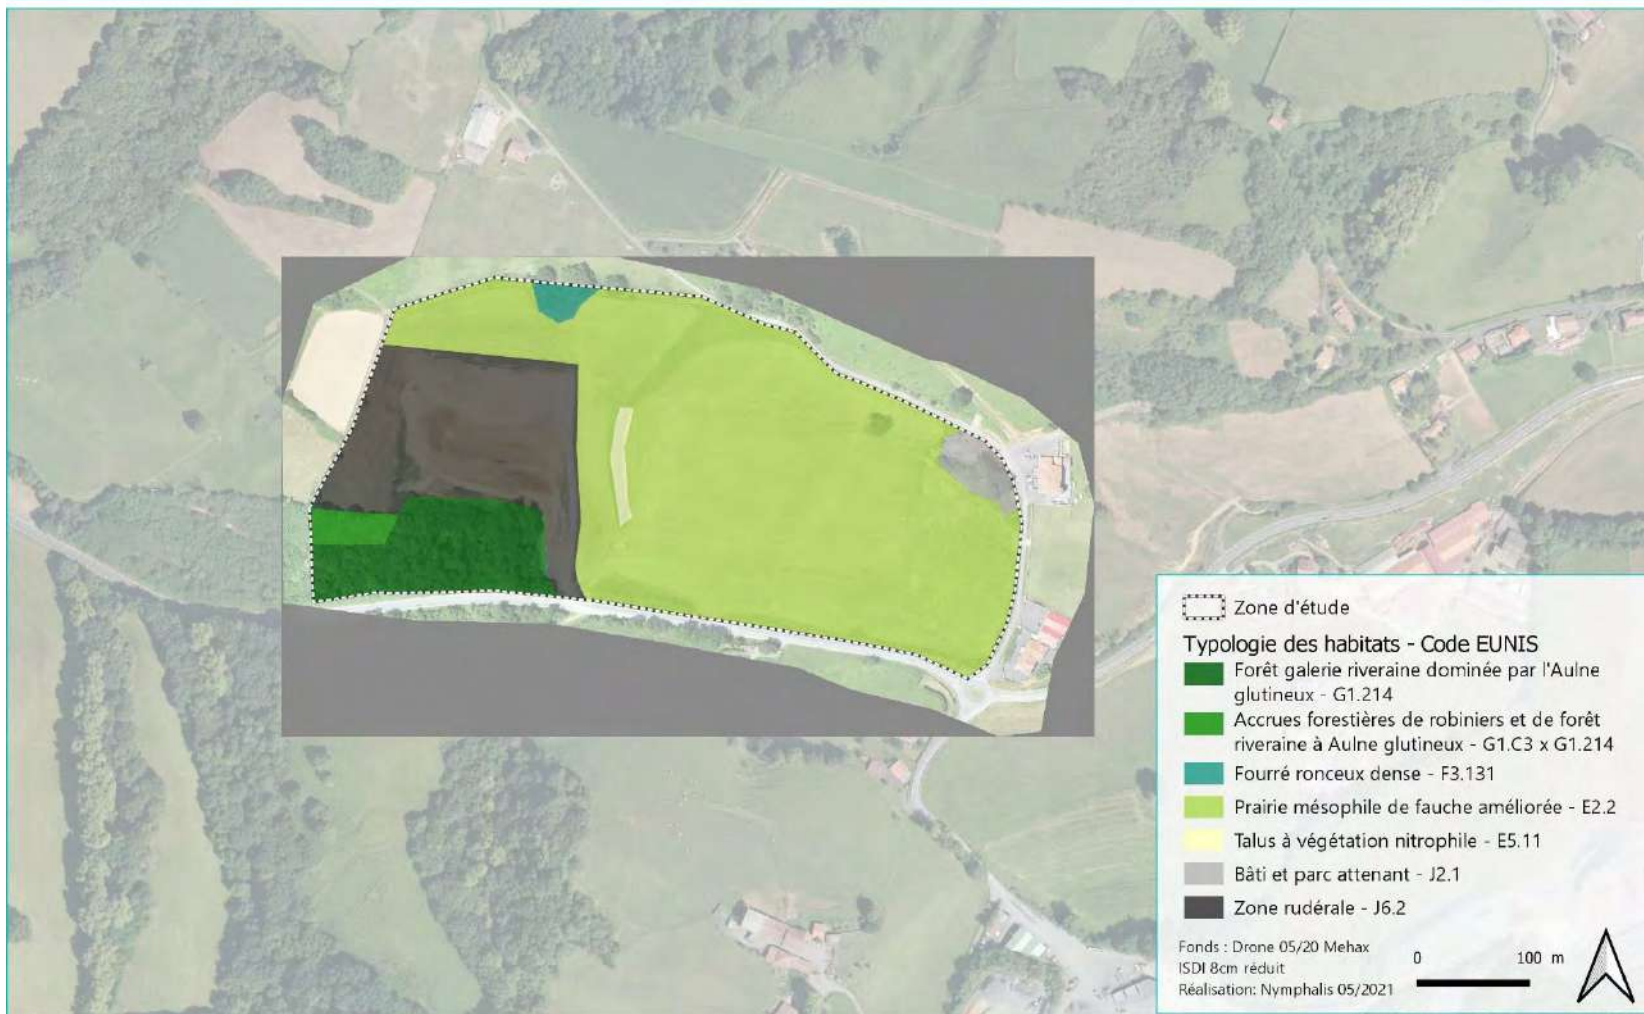 Zone d'étude
Typologie des habitats - Code EUNIS
Forêt galerie riveraine dominée par l'Aulne
glutineux - G1.214
Accrues forestières de robiniers et de forêt
riveraine à Aulne glutineux - G1.C3 x G1.214
Fourré ronceux dense - F3.131
Prairie mésophile de fauche améliorée - E2.2
Talus à végétation nitrophile - E5.11
Bâti et parc attenant - J2.1
Zone rudérale - J6.2
Fonds : Drone 05/20 Mehax
ISDI 8cm réduit
Réalisation: Nymphalis 05/2021
0 100 m